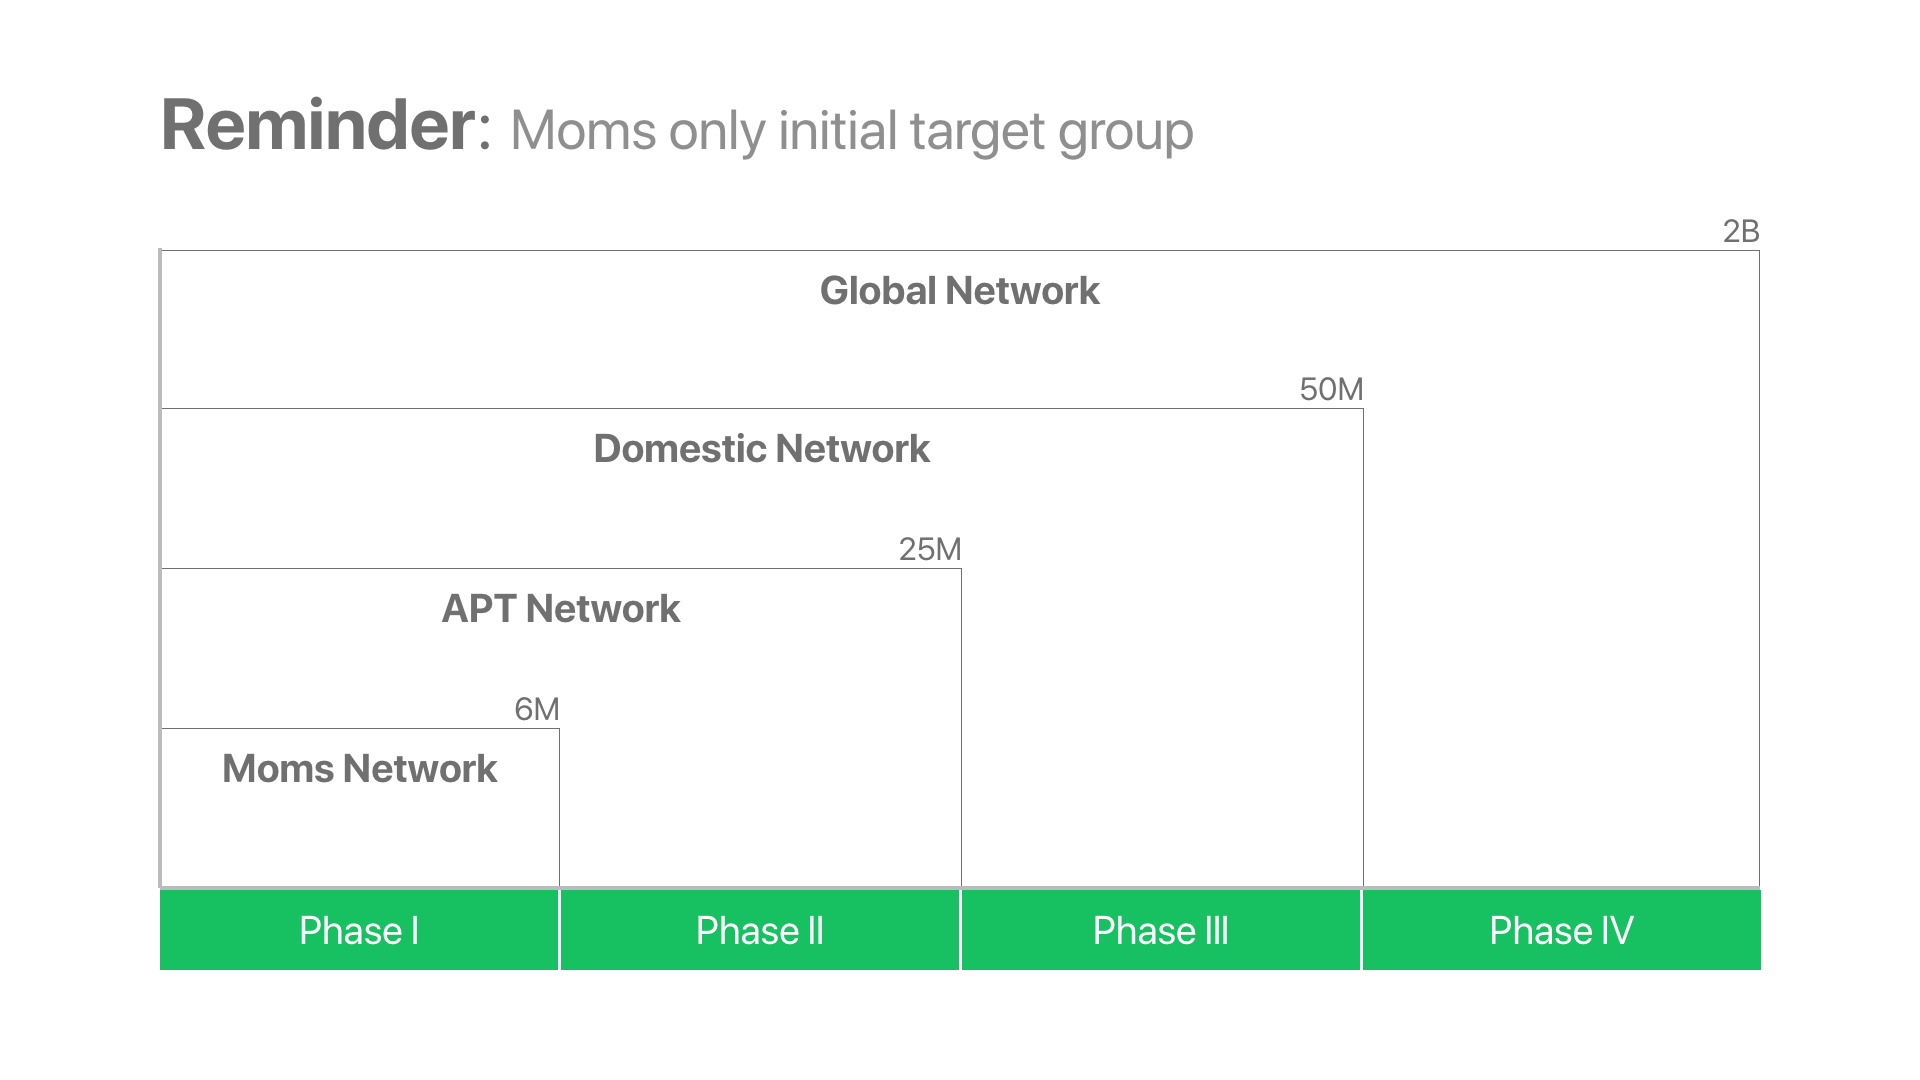 Reminder: Moms only initial target group
2B
Global Network
50M
Domestic Network
25M
APT Network
6M
Moms Network
Phase I
Phase II
Phase III
Phase IV